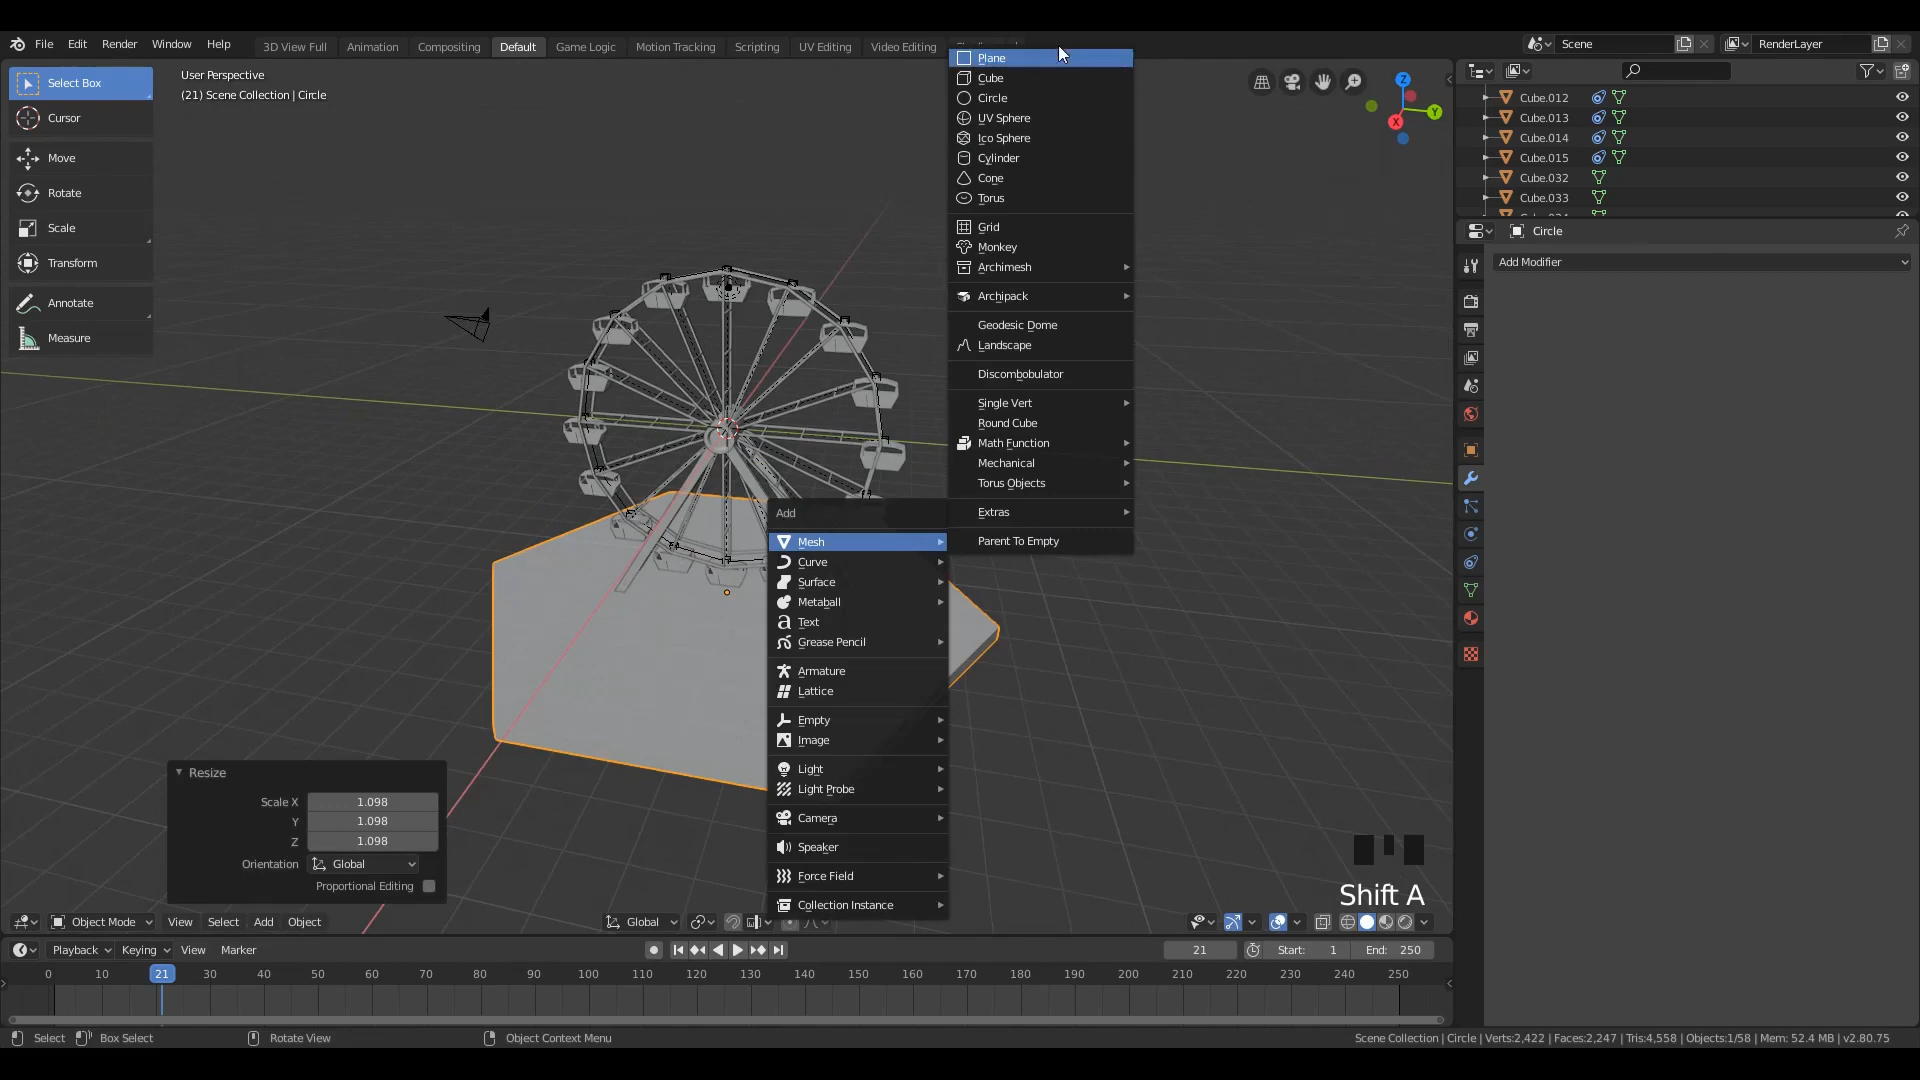 File Edit Render Window Help 3D View Full Animation Compositing Default Game Logic Motion Tracking Scripting UV Editing Video Editing
Scene
RenderLayer
Select Box
Cursor
Move
Rotate
Scale
Transform
Annotate
Measure
User Perspective
(21) Scene Collection | Circle
Z
Y
X
Plane
Cube
Circle
UV Sphere
Ico Sphere
Cylinder
Cone
Torus
Grid
Monkey
Archimesh
Archipack
Geodesic Dome
Landscape
Discombobulator
Single Vert
Round Cube
Math Function
Mechanical
Torus Objects
Extras
Parent To Empty
Add
Mesh
Curve
Surface
Metaball
Text
Grease Pencil
Armature
Lattice
Empty
Image
Light
Light Probe
Camera
Speaker
Force Field
Collection Instance
Cube.012
Cube.013
Cube.014
Cube.015
Cube.032
Cube.033
Circle
Add Modifier
Resize
Scale X 1.098
Y 1.098
Z 1.098
Orientation Global
Proportional Editing
Shift A
Object Mode View Select Add Object Global
Playback Keying View Marker 21 Start: 1 End: 250
0 10 21 30 40 50 60 70 80 90 100 110 120 130 140 150 160 170 180 190 200 210 220 230 240 250
Select Box Select Rotate View Object Context Menu Scene Collection | Circle | Verts:2,422 | Faces:2,247 | Tris:4,558 | Objects:1/58 | Mem: 52.4 MB | v2.80.75